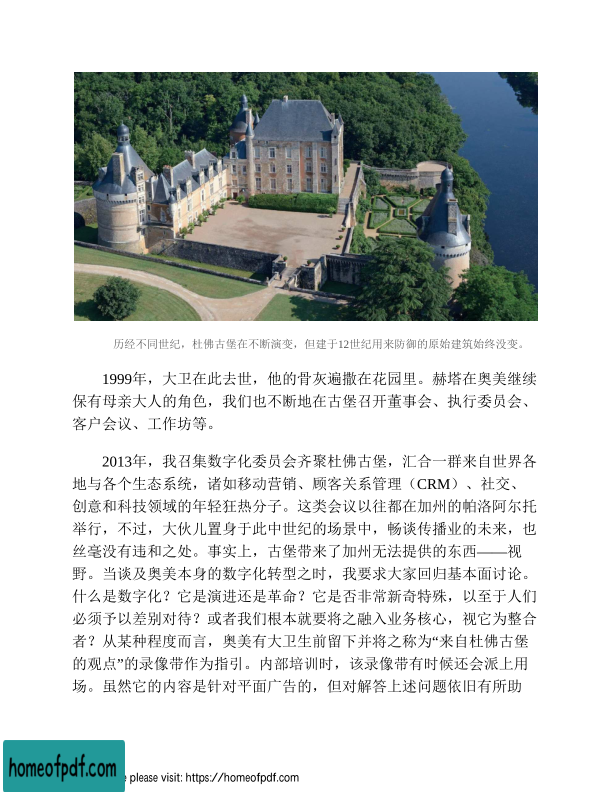 历经不同世纪，杜佛古堡在不断演变，但建于12世纪用来防御的原始建筑始终没变。
1999年，大卫在此去世，他的骨灰遍撒在花园里。赫塔在奥美继续
保有母亲大人的角色，我们也不断地在古堡召开董事会、执行委员会、
客户会议、工作坊等。
2013年，我召集数字化委员会齐聚杜佛古堡，汇合一群来自世界各
地与各个生态系统，诸如移动营销、顾客关系管理（CRM）、社交、
创意和科技领域的年轻狂热分子。这类会议以往都在加州的帕洛阿尔托
举行，不过，大伙儿置身于此中世纪的场景中，畅谈传播业的未来，也
丝毫没有违和之处。事实上，古堡带来了加州无法提供的东西——视
野。当谈及奥美本身的数字化转型之时，我要求大家回归基本面讨论。
什么是数字化？它是演进还是革命？它是否非常新奇特殊，以至于人们
必须予以差别对待？或者我们根本就要将之融入业务核心，视它为整合
者？从某种程度而言，奥美有大卫生前留下并将之称为“来自杜佛古堡
的观点”的录像带作为指引。内部培训时，该录像带有时候还会派上用
场。虽然它的内容是针对平面广告的，但对解答上述问题依旧有所助
homeofpdf.com
e please visit: https://homeofpdf.com